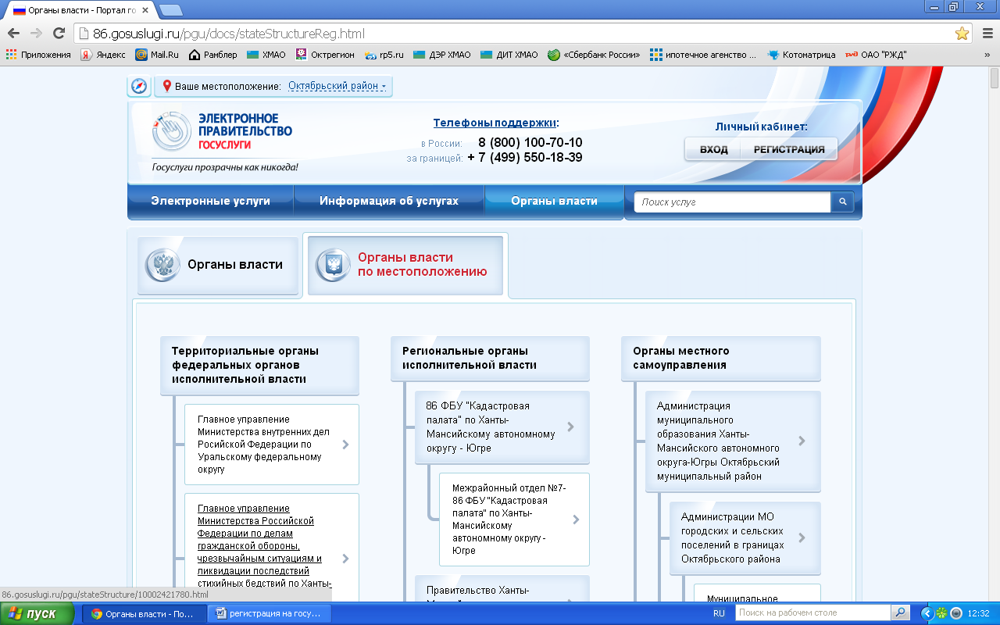 Органы власти - Портал го
86.gosuslugi.ru/pgu/docs/stateStructureReg.html
Приложения Яндекс Mail.Ru Рамблер ХМАО Октрегион rp5.ru ДЭР ХМАО ДИТ ХМАО «Сбербанк России» ипотечное агенство ... Котоматрица ОАО "РЖД" »
Ваше местоположение: Октябрьский район
ЭЛЕКТРОННОЕ
ПРАВИТЕЛЬСТВО
ГОСУСЛУГИ
Госуслуги прозрачны как никогда!
Телефоны поддержки:
в России: 8 (800) 100-70-10
за границей: + 7 (499) 550-18-39
Личный кабинет:
ВХОД РЕГИСТРАЦИЯ
Электронные услуги Информация об услугах Органы власти Поиск услуг
Органы власти
Органы власти
по местоположению
Территориальные органы
федеральных органов
исполнительной власти
Главное управление
Министерства внутренних дел
Росийской Федерации по
Уральскому федеральному
округу
Главное управление
Министерства Российской
Федерации по делам
гражданской обороны,
чрезвычайным ситуациям и
ликвидации последствий
стихийных бедствий по Ханты-
Региональные органы
исполнительной власти
86 ФБУ "Кадастровая
палата" по Ханты-
Мансийскому автономному
округу - Югре
Межрайонный отдел №7-
86 ФБУ "Кадастровая
палата" по Ханты-
Мансийскому
автономному округу -
Югре
Правительство Ханты-
Органы местного
самоуправления
Администрация
муниципального
образования Ханты-
Мансийского автономного
округа-Югры Октябрьский
муниципальный район
Администрации МО
городских и сельских
поселений в границах
Октябрьского района
Муниципальное
86.gosuslugi.ru/pgu/stateStructure/10002421780.html
пуск Органы власти - По... регистрация на госу... RU Поиск на рабочем столе 12:32